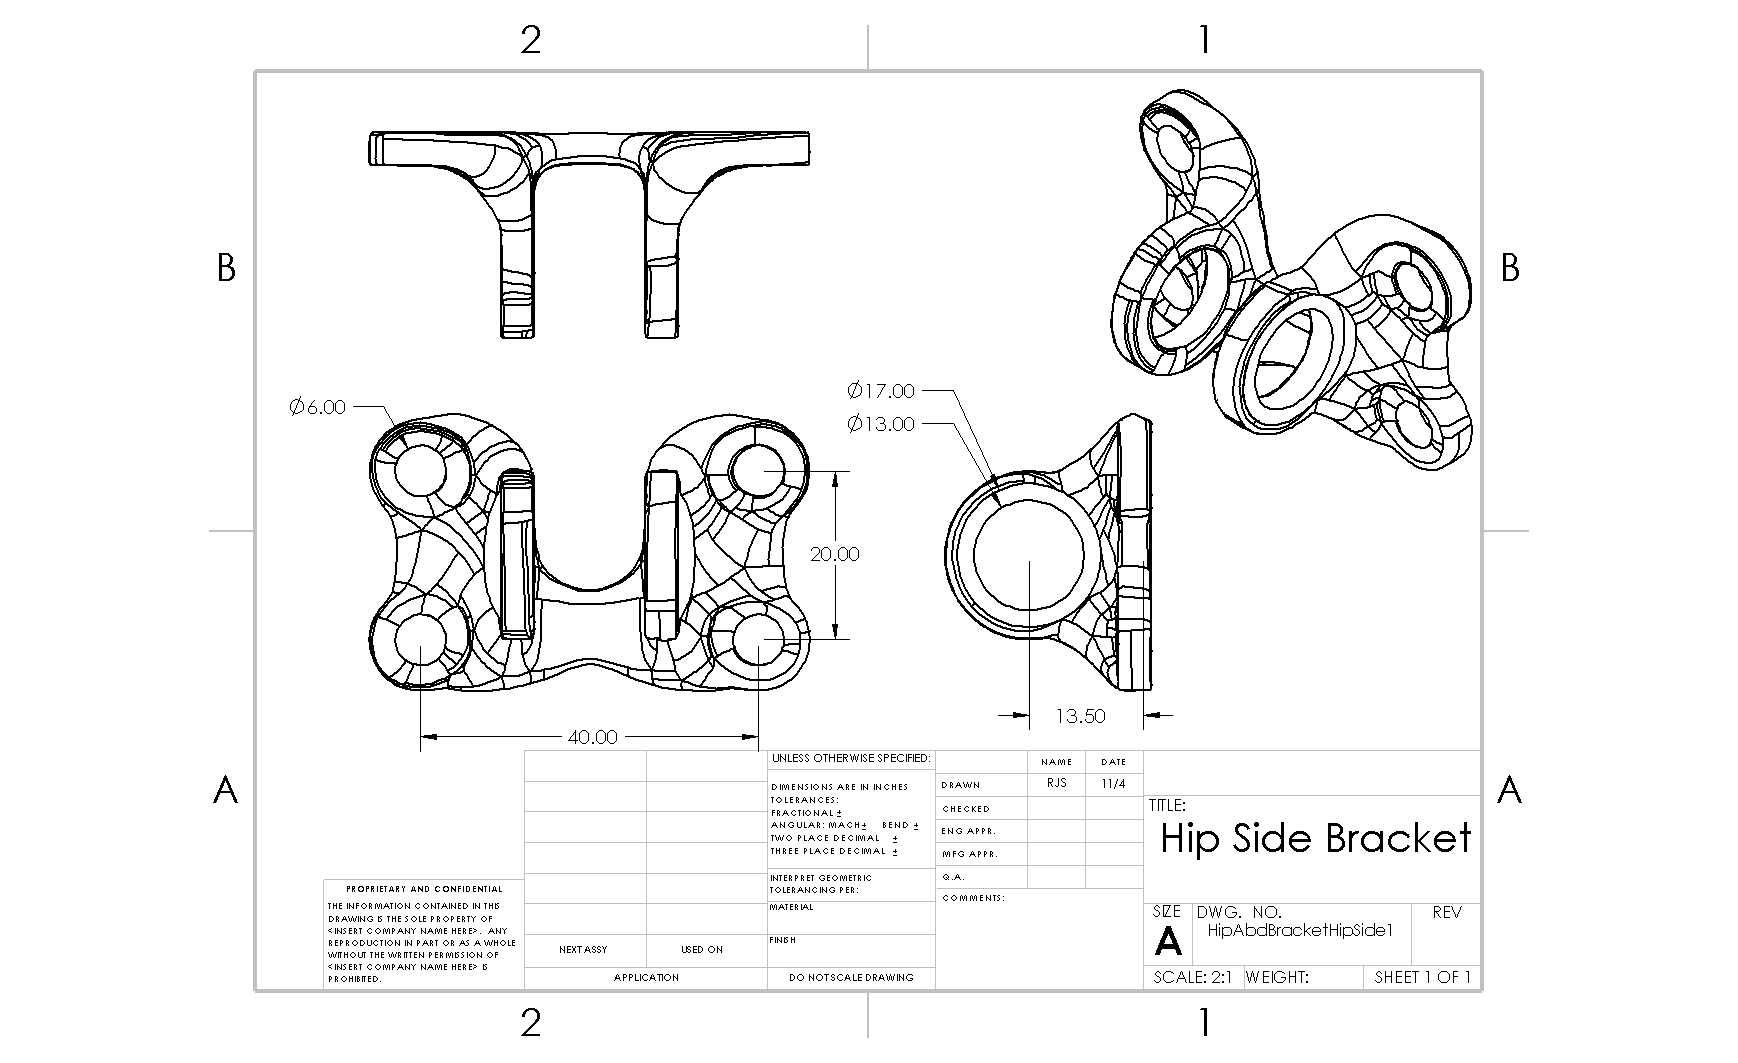 2
1
B
B
Ø17.00
Ø6.00
Ø13.00
20.00
13.50
40.00
A
A
UNLESS OTHERWISE SPECIFIED:
DIMENSIONS ARE IN INCHES
TOLERANCES:
FRACTIONAL ±
ANGULAR: MACH± BEND ±
TWO PLACE DECIMAL ±
THREE PLACE DECIMAL ±
INTERPRET GEOMETRIC
TOLERANCING PER:
MATERIAL
FINISH
DO NOT SCALE DRAWING
NAME DATE
DRAWN RJS 11/4
CHECKED
ENG APPR.
MFG APPR.
Q.A.
COMMENTS:
TITLE:
Hip Side Bracket
SIZE
A
DWG. NO.
HipAbdBracketHipSide1
REV
SCALE: 2:1 WEIGHT: SHEET 1 OF 1
PROPRIETARY AND CONFIDENTIAL
THE INFORMATION CONTAINED IN THIS
DRAWING IS THE SOLE PROPERTY OF
<INSERT COMPANY NAME HERE>. ANY
REPRODUCTION IN PART OR AS A WHOLE
WITHOUT THE WRITTEN PERMISSION OF
<INSERT COMPANY NAME HERE> IS
PROHIBITED.
NEXT ASSY USED ON
APPLICATION
2
1